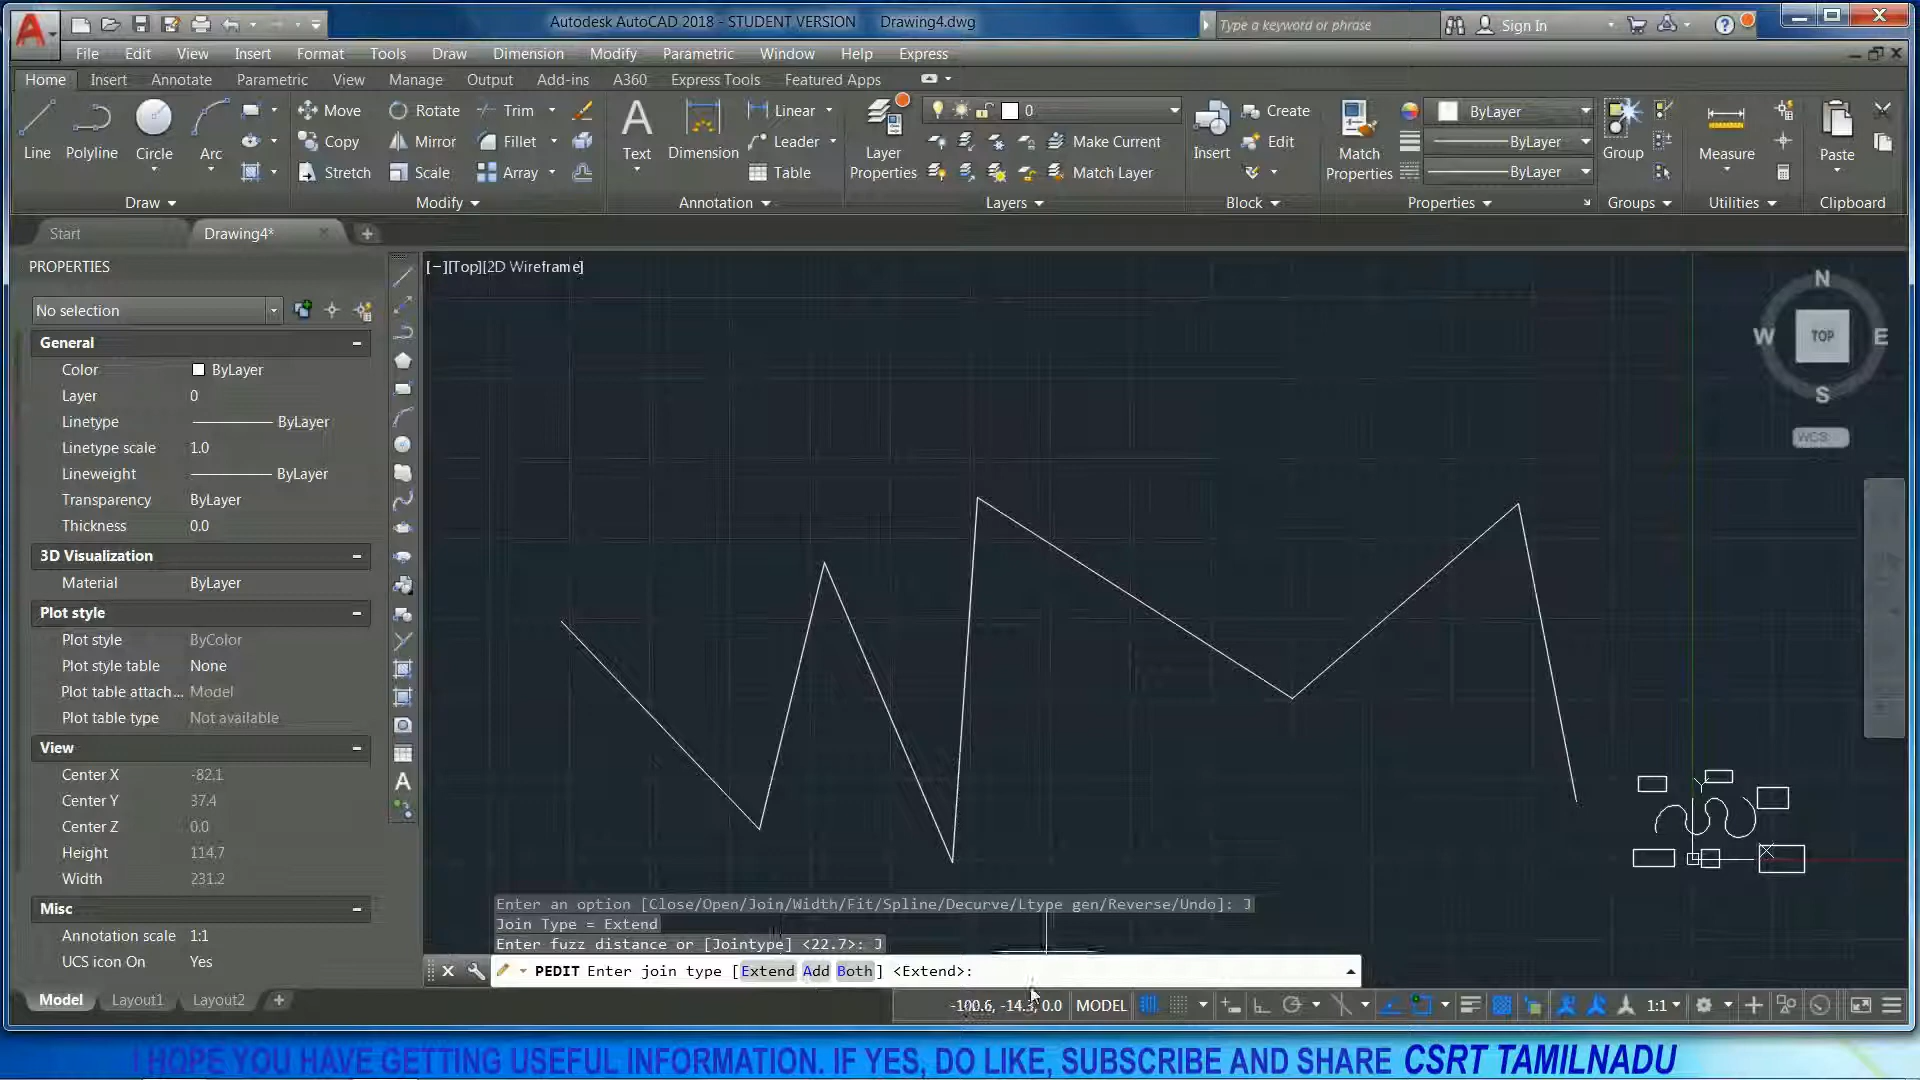 Autodesk AutoCAD 2018 - STUDENT VERSION Drawing4.dwg
Type a keyword or phrase
Sign In
File Edit View Insert Format Tools Draw Dimension Modify Parametric Window Help Express
Home Insert Annotate Parametric View Manage Output Add-ins A360 Express Tools Featured Apps
Line
Polyline
Circle
Arc
Move
Rotate
Trim
Copy
Mirror
Fillet
Stretch
Scale
Array
Text
Dimension
Linear
Leader
Table
Layer
Properties
0
Make Current
Match Layer
Insert
Create
Edit
Match
Properties
ByLayer
ByLayer
ByLayer
Group
Measure
Paste
Draw
Modify
Annotation
Layers
Block
Properties
Groups
Utilities
Clipboard
Start
Drawing4*
PROPERTIES
[−][Top][2D Wireframe]
No selection
General
Color ByLayer
Layer 0
Linetype ByLayer
Linetype scale 1.0
Lineweight ByLayer
Transparency ByLayer
Thickness 0.0
3D Visualization
Material ByLayer
Plot style
Plot style ByColor
Plot style table None
Plot table attach... Model
Plot table type Not available
View
Center X -82.1
Center Y 37.4
Center Z 0.0
Height 114.7
Width 231.2
Misc
Annotation scale 1:1
UCS icon On Yes
N
W
TOP
E
S
WCS
Y
X
Enter an option [Close/Open/Join/Width/Fit/Spline/Decurve/Ltype gen/Reverse/Undo]: J
Join Type = Extend
Enter fuzz distance or [Jointype] <22.7>: J
PEDIT Enter join type [Extend Add Both] <Extend>:
Model Layout1 Layout2
-100.6, -14.3, 0.0 MODEL
1:1
I HOPE YOU HAVE GETTING USEFUL INFORMATION. IF YES, DO LIKE, SUBSCRIBE AND SHARE CSRT TAMILNADU